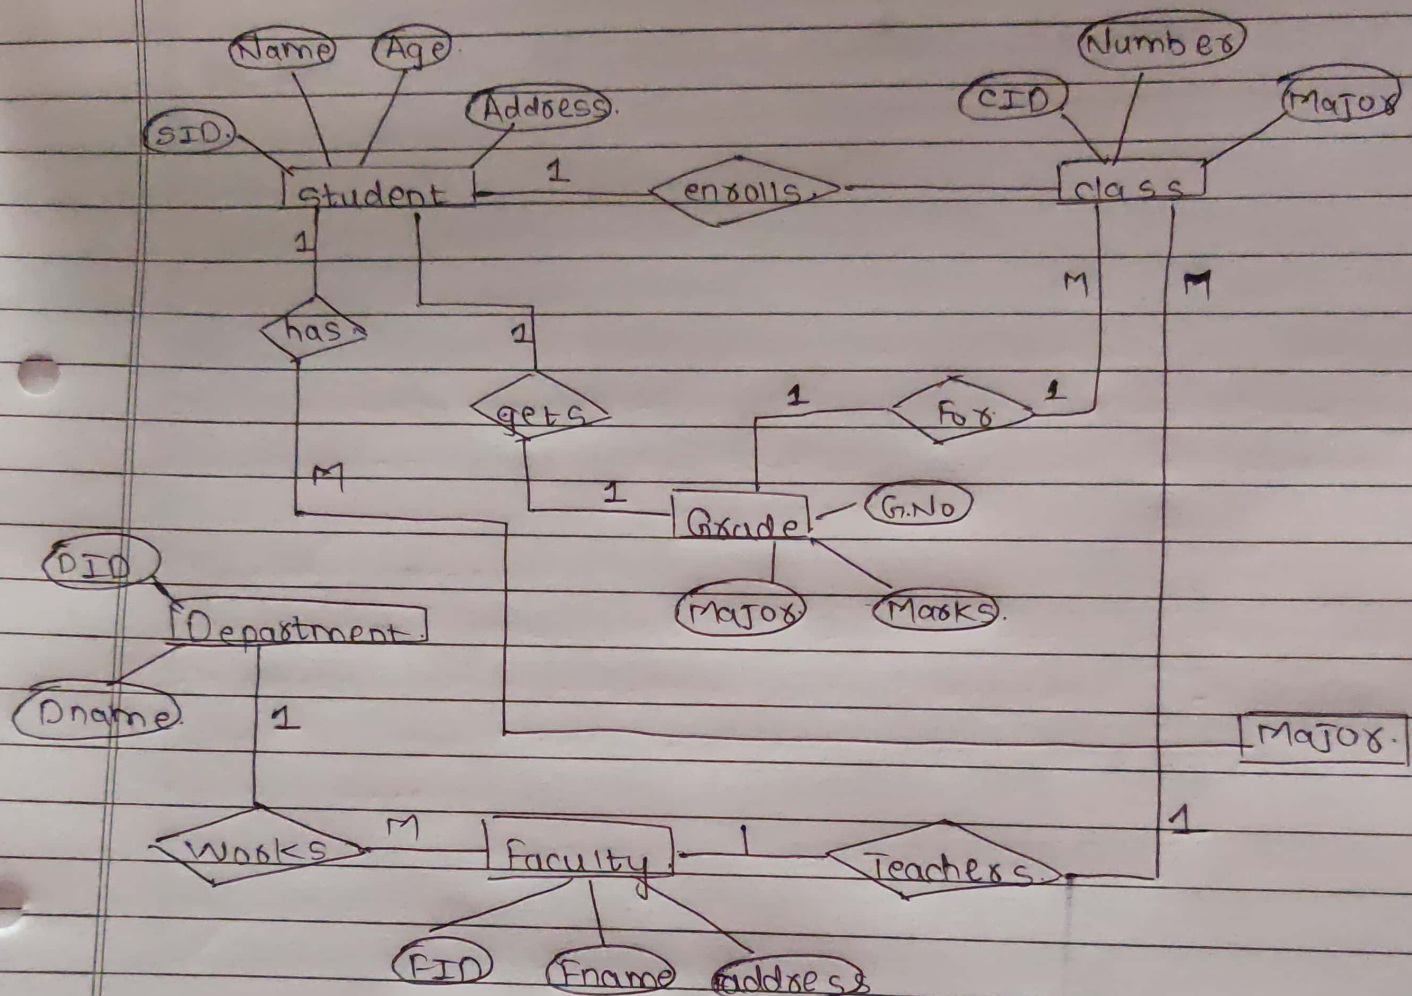 Name Age
Number
SID.
Address.
CID
Major
Student
1
enrolls.
class
1
M
M
has
1
gets
1
For
1
M
1
Grade
G.No
DID
Major
Marks.
Department.
Dname.
1
Major.
Works
M
Faculty
1
Teachers.
1
FID
Fname
address